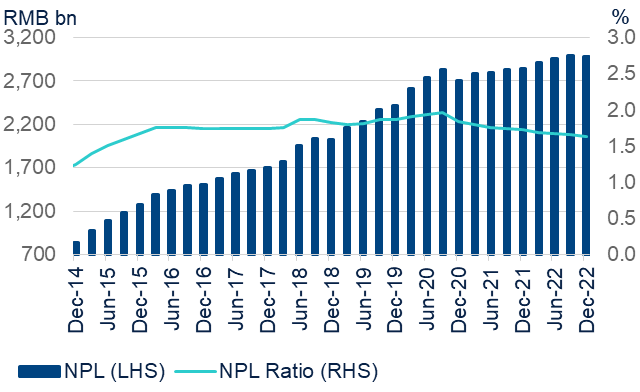 RMB bn %
3,200 3.0
2,700 2.5
2,200 2.0
1,700 1.5
1,200 1.0
0.5
700 0.0
Dec-14 Jun-15 Dec-15 Jun-16 Dec-16 Jun-17 Dec-17 Jun-18 Dec-18 Jun-19 Dec-19 Jun-20 Dec-20 Jun-21 Dec-21 Jun-22 Dec-22
NPL (LHS) NPL Ratio (RHS)